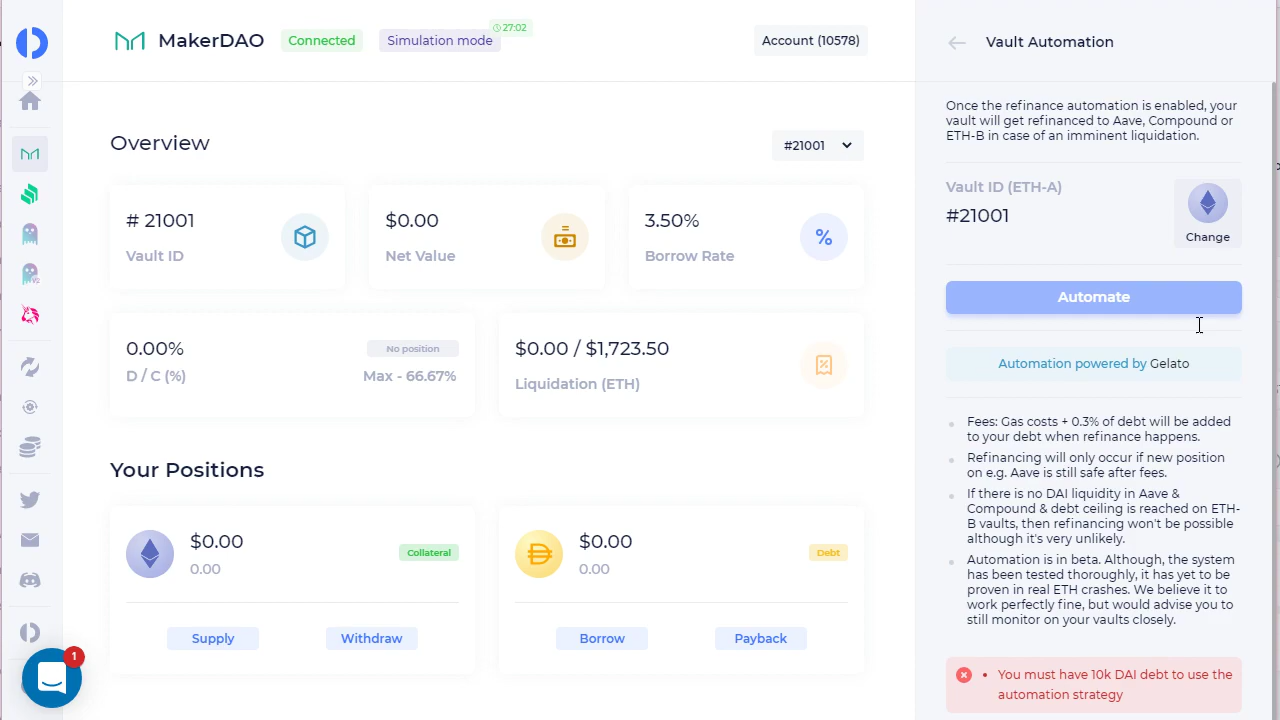 MakerDAO
Connected
Simulation mode
27:02
Account (10578)
Vault Automation
Overview
#21001
# 21001
Vault ID
$0.00
Net Value
3.50%
Borrow Rate
0.00%
No position
D / C (%)
Max - 66.67%
$0.00 / $1,723.50
Liquidation (ETH)
Your Positions
$0.00
0.00
Collateral
Supply
Withdraw
$0.00
0.00
Debt
Borrow
Payback
1
Once the refinance automation is enabled, your
vault will get refinanced to Aave, Compound or
ETH-B in case of an imminent liquidation.
Vault ID (ETH-A)
#21001
Change
Automate
Automation powered by Gelato
Fees: Gas costs + 0.3% of debt will be added
to your debt when refinance happens.
Refinancing will only occur if new position
on e.g. Aave is still safe after fees.
If there is no DAI liquidity in Aave &
Compound & debt ceiling is reached on ETH-
B vaults, then refinancing won't be possible
although it's very unlikely.
Automation is in beta. Although, the system
has been tested thoroughly, it has yet to be
proven in real ETH crashes. We believe it to
work perfectly fine, but would advise you to
still monitor on your vaults closely.
You must have 10k DAI debt to use the
automation strategy